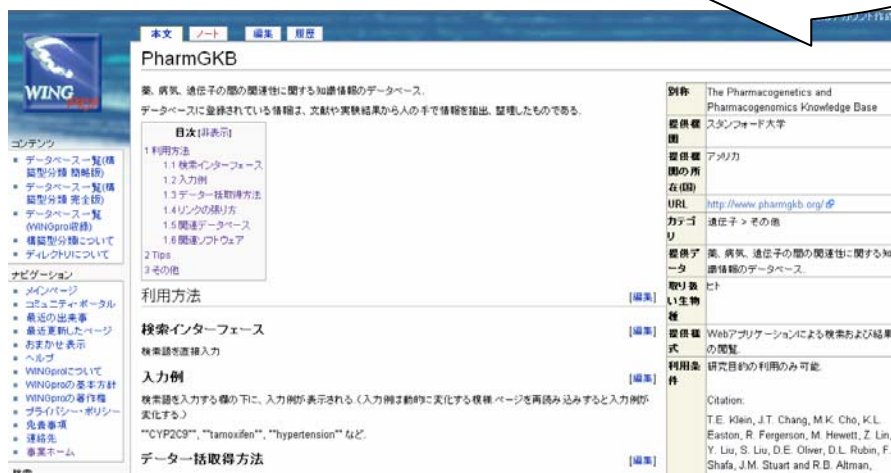 本文 ノート 編集 履歴
PharmGKB
薬、病気、遺伝子の間の関連性に関する知識情報のデータベース.
データベースに登録されている情報は、文献や実験結果から人の手で情報を抽出、整理したものである.
目次 [非表示]
1 利用方法
1.1 検索インターフェース
1.2 入力例
1.3 データ一括取得方法
1.4 リンクの張り方
1.5 関連データベース
1.6 関連ソフトウェア
2 Tips
3 その他
利用方法 [編集]
検索インターフェース [編集]
検索語を直接入力
入力例 [編集]
検索語を入力する欄の下に、入力例が表示される(入力例は動的に変化する模様.ページを再読み込みすると入力例が
変化する.)
""CYP2C9"", ""tamoxifen"", ""hypertension"" など.
データ一括取得方法 [編集]
WING pro
コンテンツ
データベース一覧(構
築型分類 簡略版)
データベース一覧(構
築型分類 完全版)
データベース一覧
(WINGpro収録)
構築型分類について
ディレクトリについて
ナビゲーション
メインページ
コミュニティ・ポータル
最近の出来事
最近更新したページ
おまかせ表示
ヘルプ
WINGproについて
WINGproの基本方針
WINGproの著作権
プライバシー・ポリシー
免責事項
連絡先
事業ホーム
検索
別称 The Pharmacogenetics and
Pharmacogenomics Knowledge Base
提供機
関 スタンフォード大学
提供機
関の所
在(国) アメリカ
URL http://www.pharmgkb.org/
カテゴ
リ 遺伝子 > その他
提供デ
ータ 薬、病気、遺伝子の間の関連性に関する知
識情報のデータベース.
取り扱
い生物
種 ヒト
提供様
式 Webアプリケーションによる検索および結果
の閲覧.
利用条
件 研究目的の利用のみ可能.
Citation:
T.E. Klein, J.T. Chang, M.K. Cho, K.L.
Easton, R. Fergerson, M. Hewett, Z. Lin,
Y. Liu, S. Liu, D.E. Oliver, D.L. Rubin, F.
Shafa, J.M. Stuart and R.B. Altman,